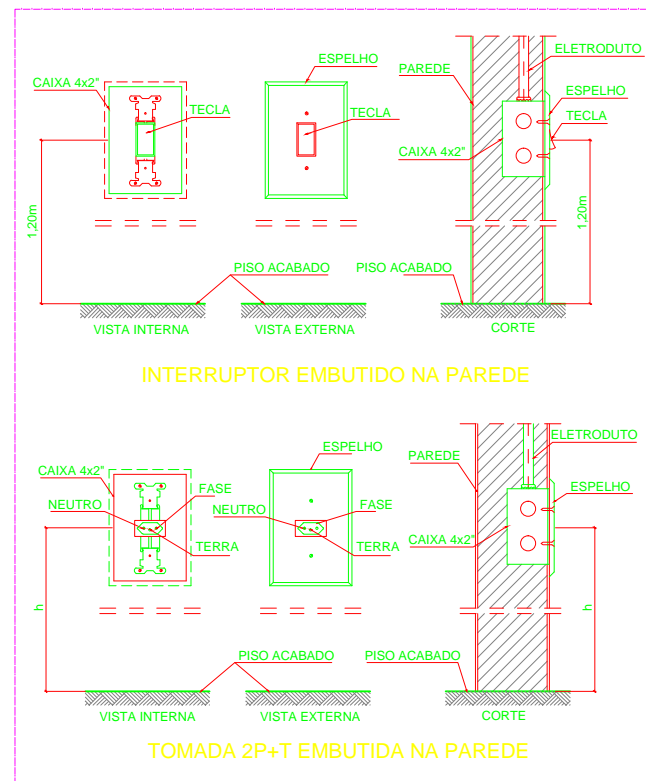 ELETRODUTO
ESPELHO
PAREDE
CAIXA 4x2"
ESPELHO
TECLA
TECLA
TECLA
CAIXA 4x2"
1,20m
1,20m
PISO ACABADO
PISO ACABADO
VISTA INTERNA
VISTA EXTERNA
CORTE
INTERRUPTOR EMBUTIDO NA PAREDE
ELETRODUTO
ESPELHO
PAREDE
CAIXA 4x2"
FASE
ESPELHO
NEUTRO
NEUTRO
FASE
TERRA
TERRA
CAIXA 4x2"
h
h
PISO ACABADO
PISO ACABADO
VISTA INTERNA
VISTA EXTERNA
CORTE
TOMADA 2P+T EMBUTIDA NA PAREDE